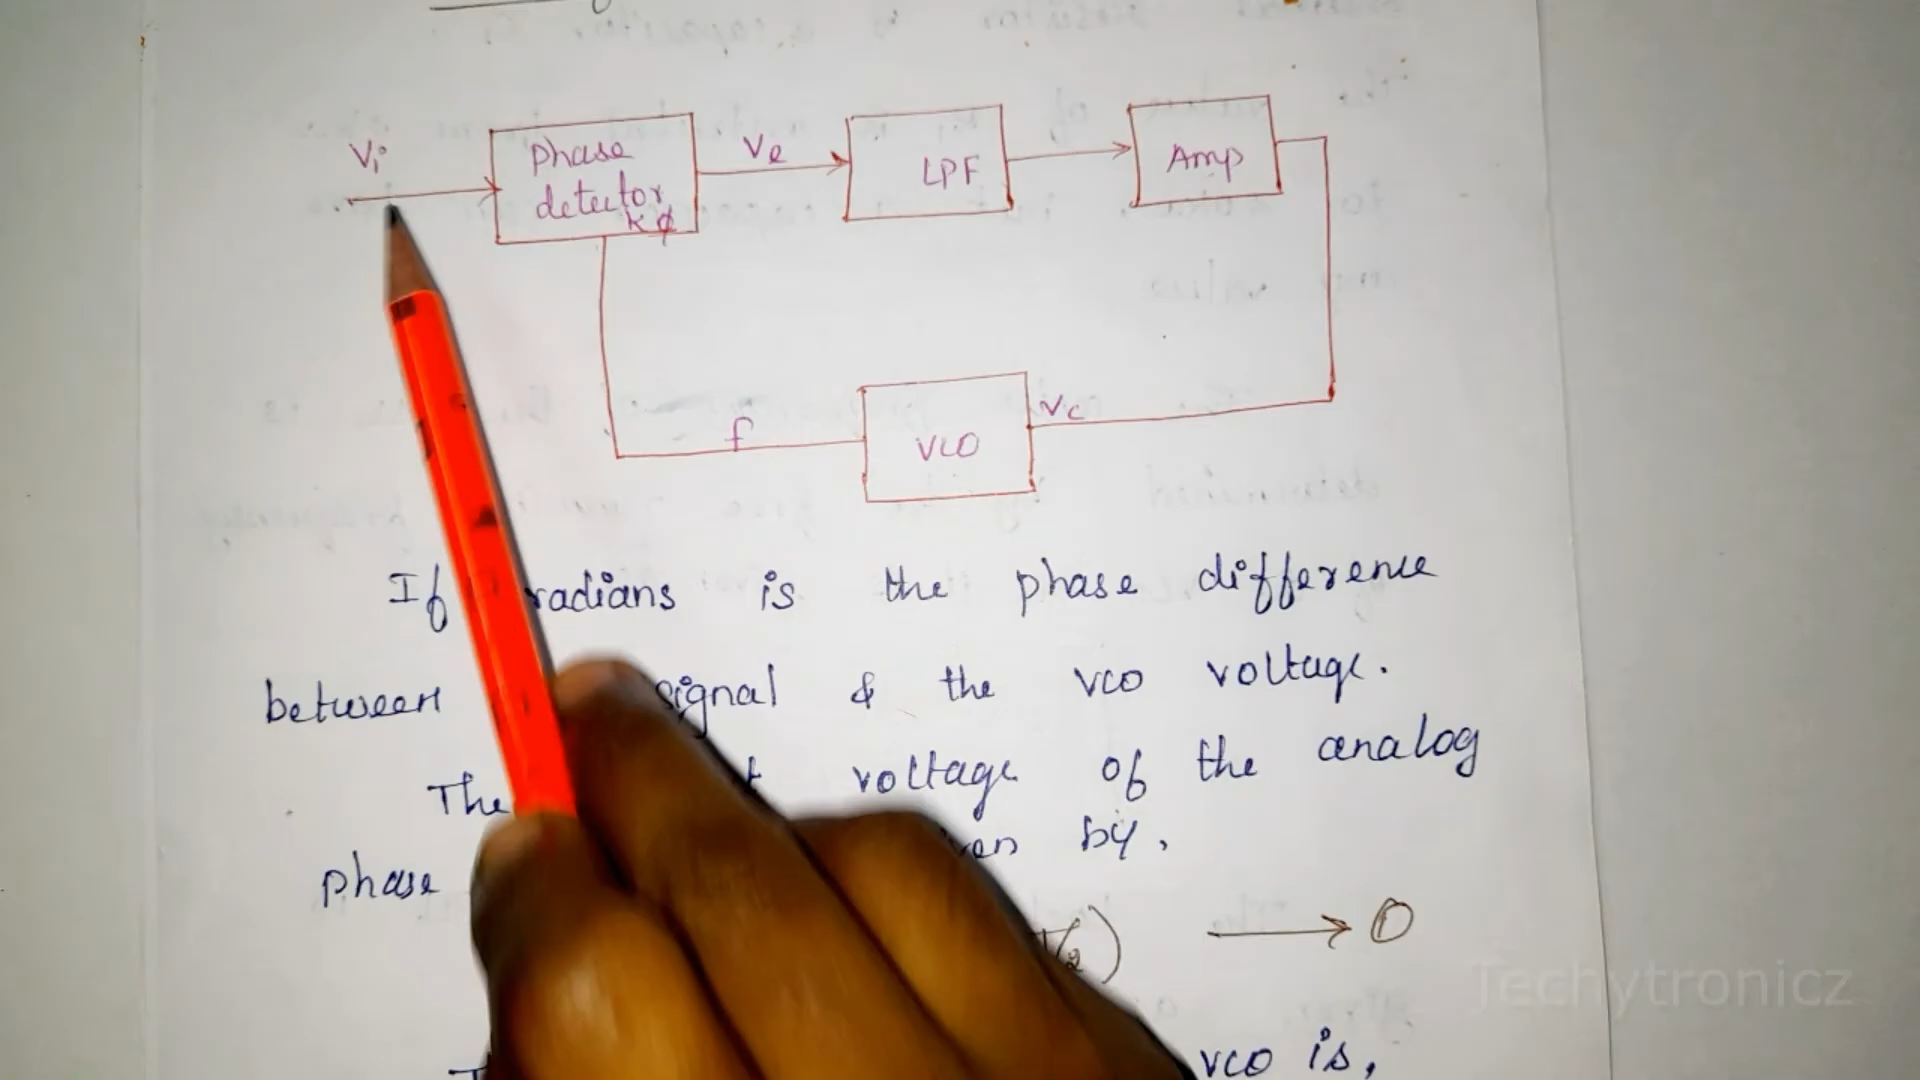 Vi
Phase
detector
kφ
Ve
LPF
Amp
f
VCO
Vc
If radians is the phase difference
between signal & the VCO voltage.
The voltage of the analog
phase by,
→ ①
VCO is,
Techytronicz